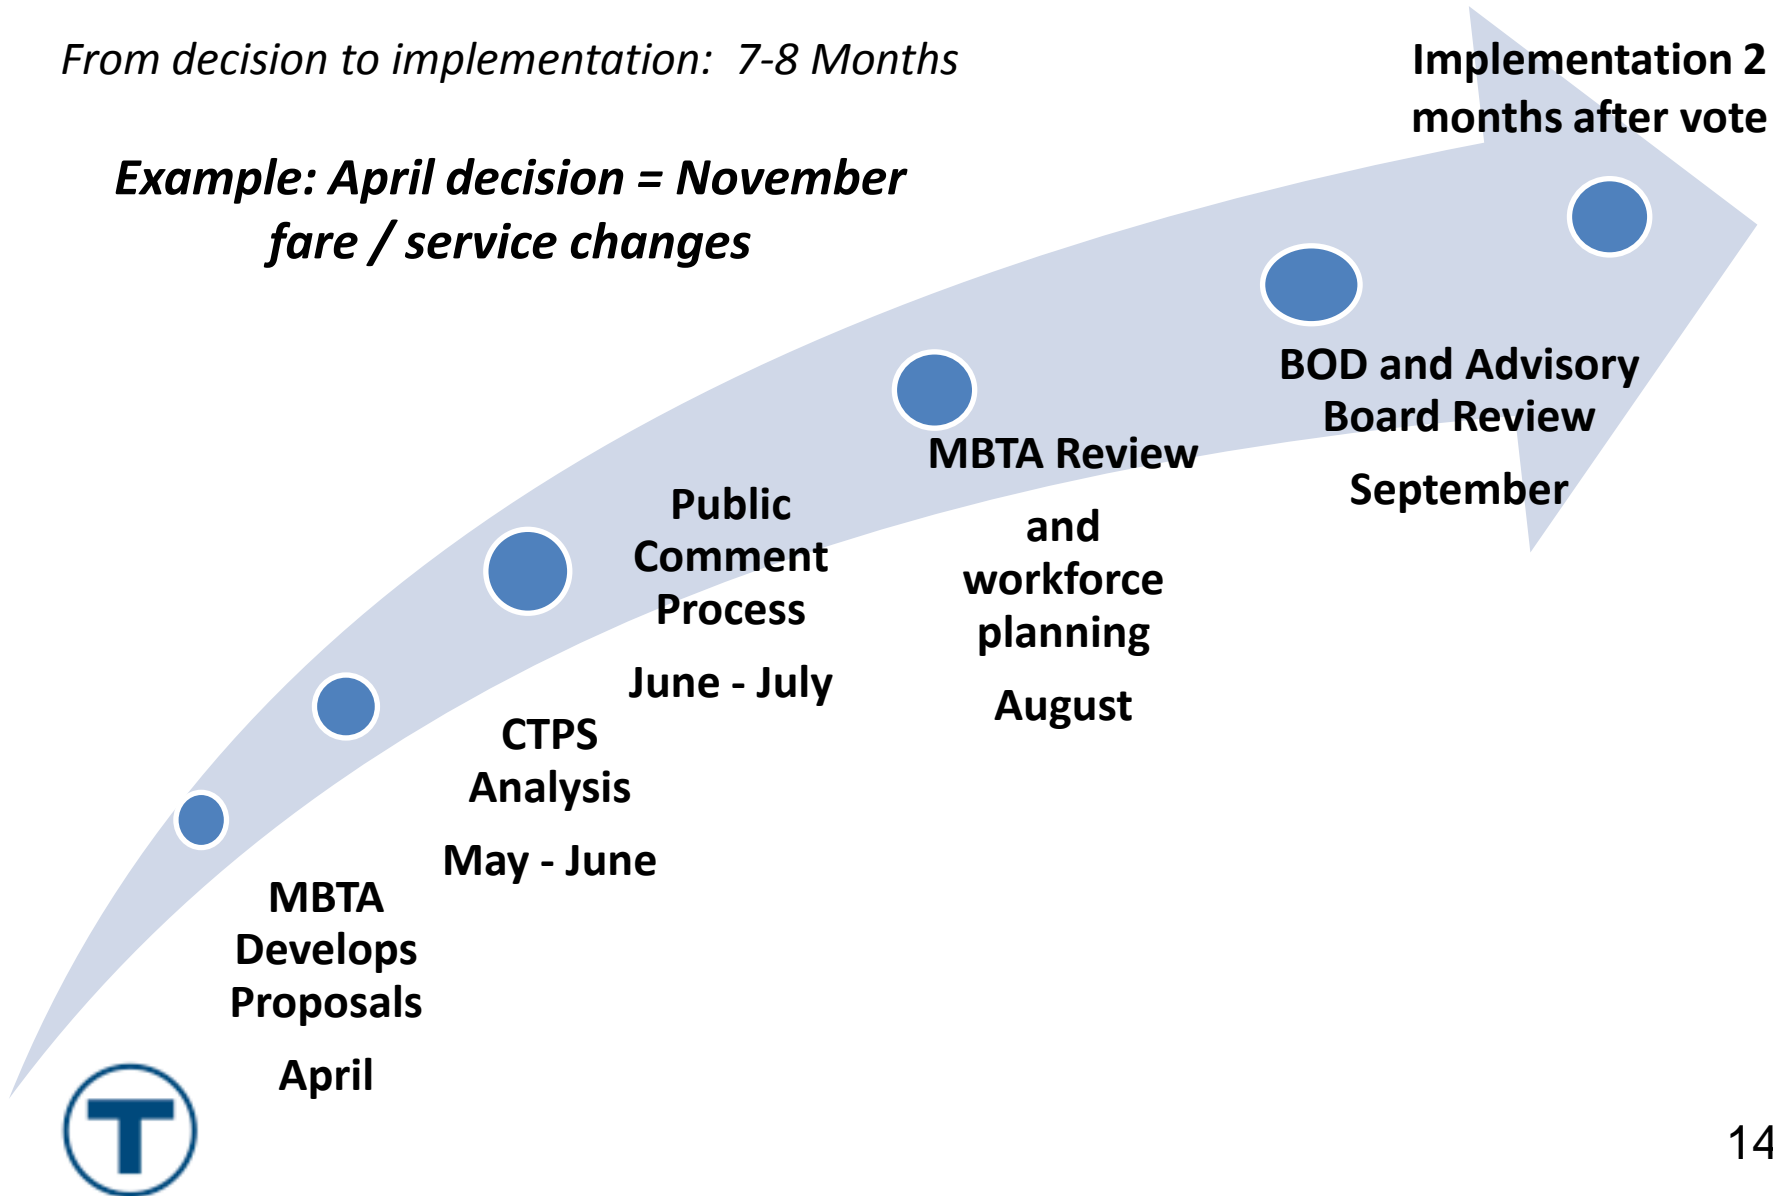 From decision to implementation: 7-8 Months
Example: April decision = November
fare / service changes
Implementation 2
months after vote
BOD and Advisory
Board Review
September
MBTA Review
and
workforce
planning
August
Public
Comment
Process
June - July
CTPS
Analysis
May - June
MBTA
Develops
Proposals
April
T
14